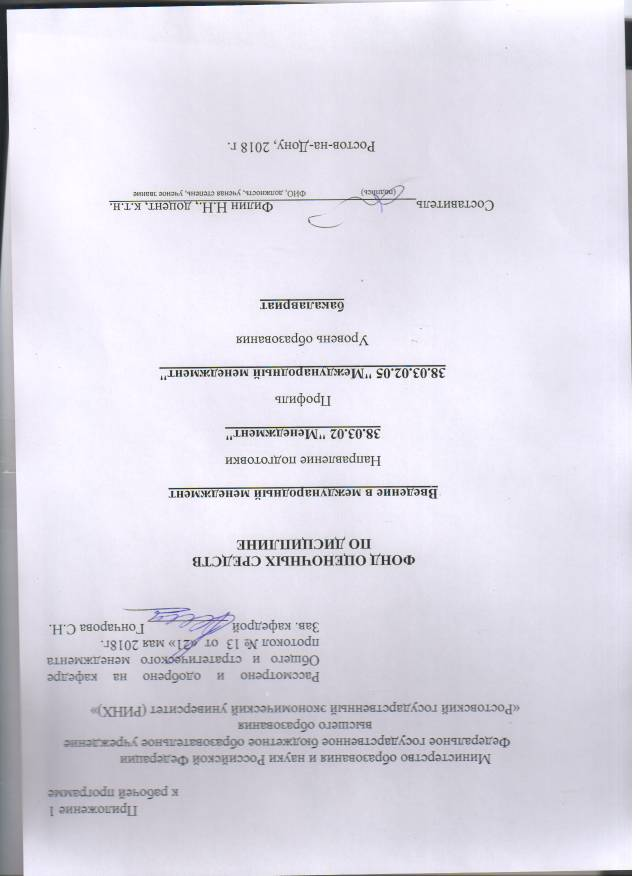 Приложение 1
к рабочей программе
Министерство образования и науки Российской Федерации
Федеральное государственное бюджетное образовательное учреждение
высшего образования
«Ростовский государственный экономический университет (РИНХ)»
Рассмотрено и одобрено на кафедре
Общего и стратегического менеджмента
протокол № 13 от «21» мая 2018г.
Зав. кафедрой Гончарова С.Н.
ФОНД ОЦЕНОЧНЫХ СРЕДСТВ
ПО ДИСЦИПЛИНЕ
Введение в международный менеджмент
Направление подготовки
38.03.02 "Менеджмент"
Профиль
38.03.02.05 "Международный менеджмент"
Уровень образования
бакалавриат
Составитель Филин Н.Н., доцент, к.т.н.
(подпись) ФИО, должность, ученая степень, ученое звание
Ростов-на-Дону, 2018 г.